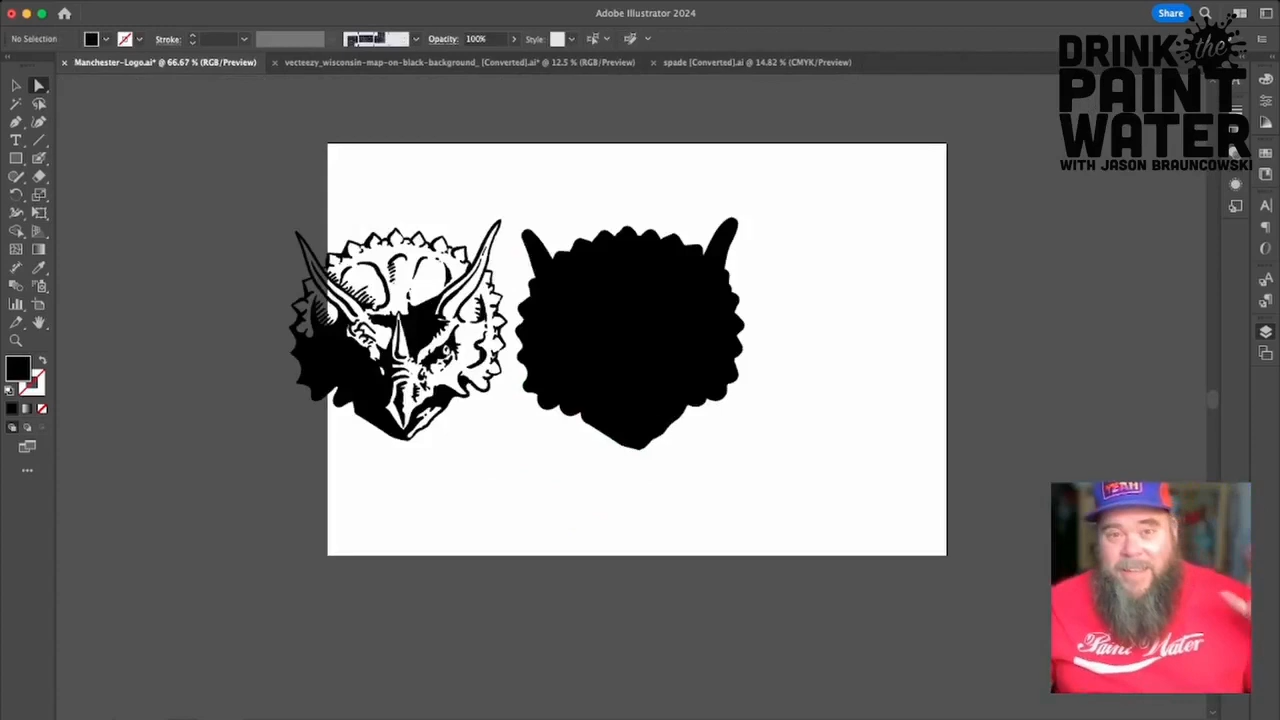 Adobe Illustrator 2024
Share
No Selection
Stroke:
Opacity: 100%
Style:
Manchester-Logo.ai* @ 66.67 % (RGB/Preview)
vecteezy_wisconsin-map-on-black-background_ [Converted].ai* @ 12.5 % (RGB/Preview)
spade [Converted].ai @ 14.82 % (CMYK/Preview)
DRINK the
PAINT
WATER
WITH JASON BRAUNCOWSKI
YEAH
Paint Water